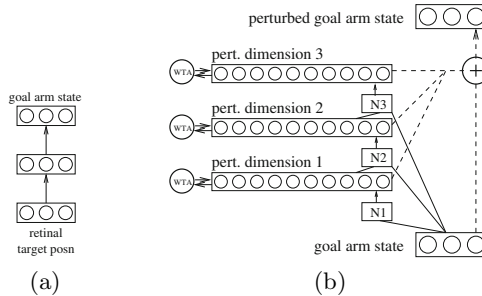 perturbed goal arm state
pert. dimension 3
WTA
N3
pert. dimension 2
WTA
N2
pert. dimension 1
WTA
N1
goal arm state
goal arm state
retinal
target posn
(a)
(b)